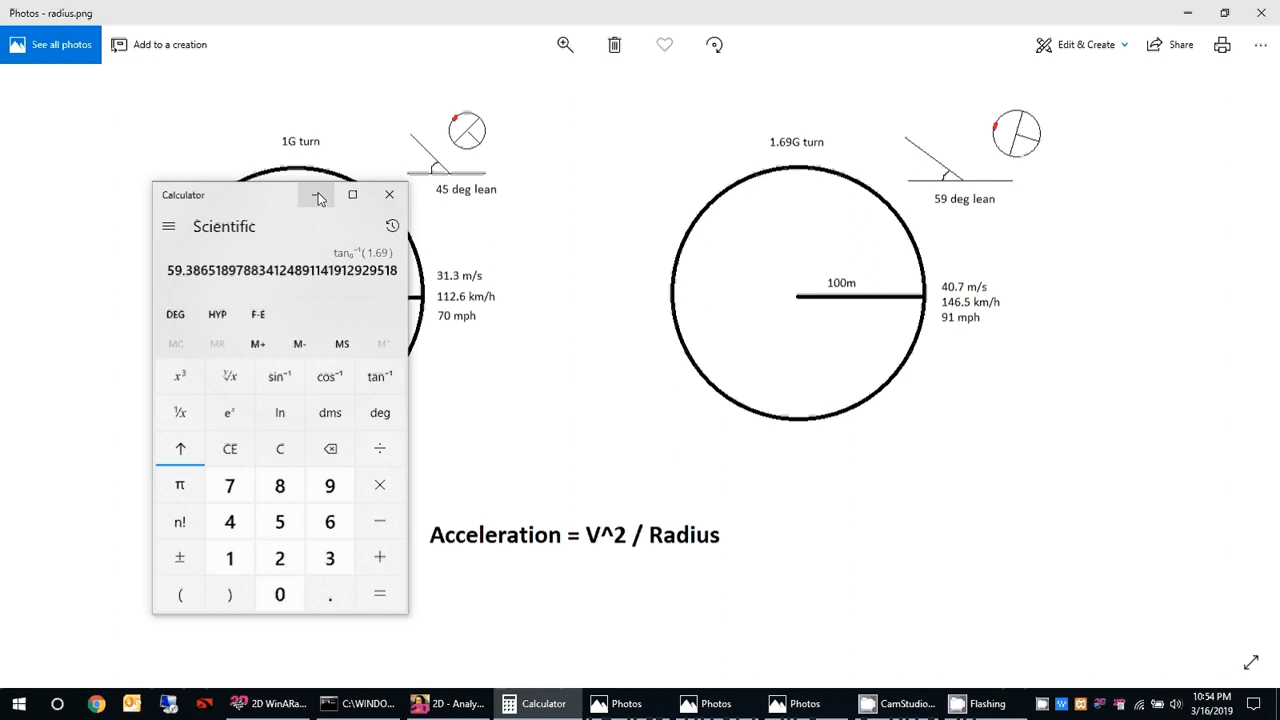 Photos - radius.png
See all photos
Add to a creation
Edit & Create
Share
1G turn
45 deg lean
31.3 m/s
112.6 km/h
70 mph
1.69G turn
59 deg lean
100m
40.7 m/s
146.5 km/h
91 mph
Calculator
Scientific
tan₀⁻¹( 1.69 )
59.386518978834124891141912929518
DEG HYP F-E
MC MR M+ M- MS M˅
x³ ʸ√x sin⁻¹ cos⁻¹ tan⁻¹
¹/x eˣ ln dms deg
↑ CE C ÷
π 7 8 9 ×
n! 4 5 6 −
± 1 2 3 +
( ) 0 . =
Acceleration = V^2 / Radius
2D WinARa...
C:\WINDO...
2D - Analy...
Calculator
Photos
Photos
Photos
CamStudio...
Flashing
10:54 PM
3/16/2019